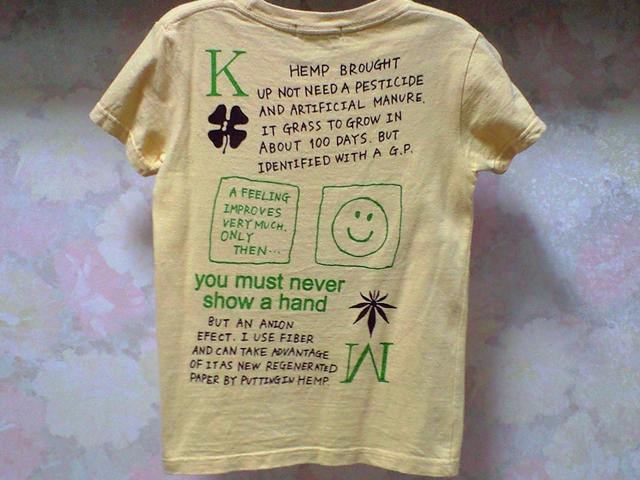 K
HEMP BROUGHT
UP NOT NEED A PESTICIDE
AND ARTIFICIAL MANURE.
IT GRASS TO GROW IN
ABOUT 100 DAYS. BUT
IDENTIFIED WITH A G.P.
A FEELING
IMPROVES
VERY MUCH.
ONLY
THEN...
you must never
show a hand
BUT AN ANION
EFECT. I USE FIBER
AND CAN TAKE ADVANTAGE
OF IT AS NEW REGENERATED
PAPER BY PUTTING IN HEMP.
M